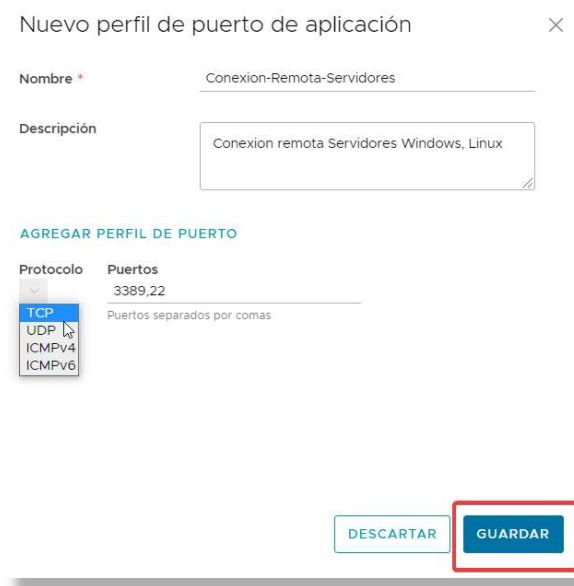 Nuevo perfil de puerto de aplicación
Nombre *
Conexion-Remota-Servidores
Descripción
Conexion remota Servidores Windows, Linux
AGREGAR PERFIL DE PUERTO
Protocolo Puertos
3389,22
Puertos separados por comas
TCP
UDP
ICMPv4
ICMPv6
DESCARTAR GUARDAR